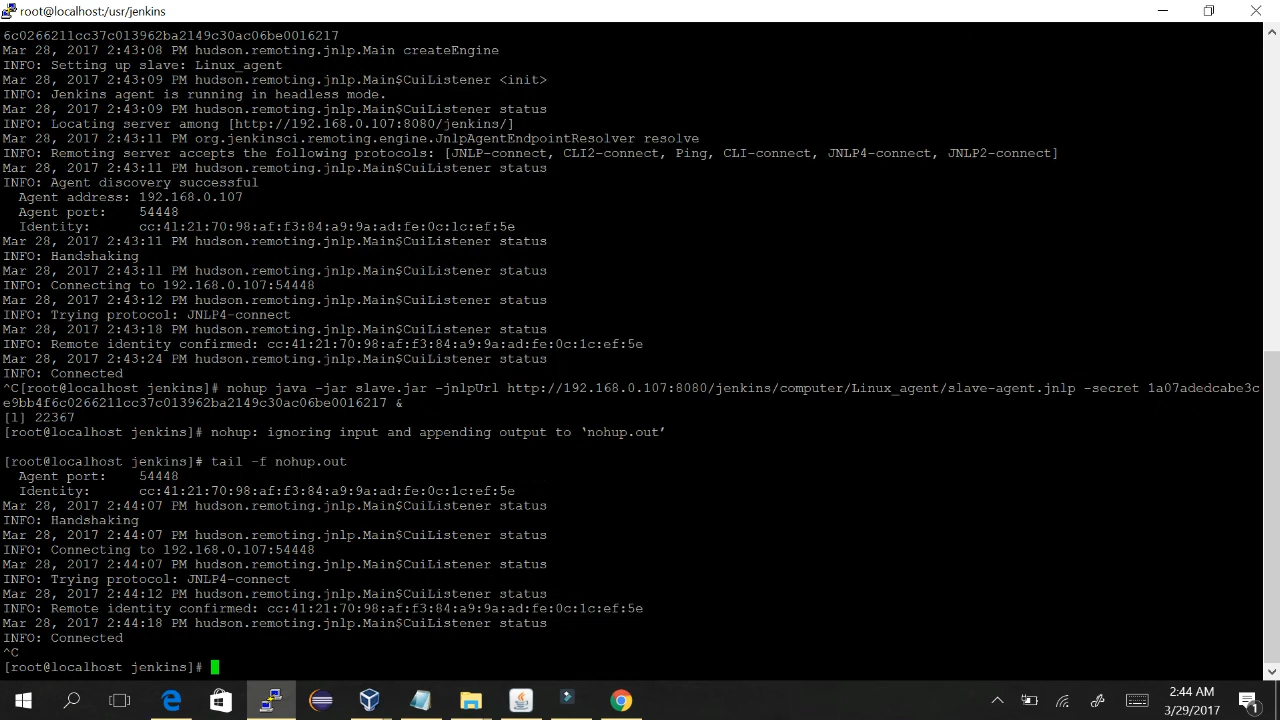 root@localhost:/usr/jenkins
6c0266211cc37c013962ba2149c30ac06be0016217
Mar 28, 2017 2:43:08 PM hudson.remoting.jnlp.Main createEngine
INFO: Setting up slave: Linux_agent
Mar 28, 2017 2:43:09 PM hudson.remoting.jnlp.Main$CuiListener <init>
INFO: Jenkins agent is running in headless mode.
Mar 28, 2017 2:43:09 PM hudson.remoting.jnlp.Main$CuiListener status
INFO: Locating server among [http://192.168.0.107:8080/jenkins/]
Mar 28, 2017 2:43:11 PM org.jenkinsci.remoting.engine.JnlpAgentEndpointResolver resolve
INFO: Remoting server accepts the following protocols: [JNLP-connect, CLI2-connect, Ping, CLI-connect, JNLP4-connect, JNLP2-connect]
Mar 28, 2017 2:43:11 PM hudson.remoting.jnlp.Main$CuiListener status
INFO: Agent discovery successful
  Agent address: 192.168.0.107
  Agent port:    54448
  Identity:      cc:41:21:70:98:af:f3:84:a9:9a:ad:fe:0c:1c:ef:5e
Mar 28, 2017 2:43:11 PM hudson.remoting.jnlp.Main$CuiListener status
INFO: Handshaking
Mar 28, 2017 2:43:11 PM hudson.remoting.jnlp.Main$CuiListener status
INFO: Connecting to 192.168.0.107:54448
Mar 28, 2017 2:43:12 PM hudson.remoting.jnlp.Main$CuiListener status
INFO: Trying protocol: JNLP4-connect
Mar 28, 2017 2:43:18 PM hudson.remoting.jnlp.Main$CuiListener status
INFO: Remote identity confirmed: cc:41:21:70:98:af:f3:84:a9:9a:ad:fe:0c:1c:ef:5e
Mar 28, 2017 2:43:24 PM hudson.remoting.jnlp.Main$CuiListener status
INFO: Connected
^C[root@localhost jenkins]# nohup java -jar slave.jar -jnlpUrl http://192.168.0.107:8080/jenkins/computer/Linux_agent/slave-agent.jnlp -secret 1a07adedcabe3c
e9bb4f6c0266211cc37c013962ba2149c30ac06be0016217 &
[1] 22367
[root@localhost jenkins]# nohup: ignoring input and appending output to ‘nohup.out’
[root@localhost jenkins]# tail -f nohup.out
  Agent port:    54448
  Identity:      cc:41:21:70:98:af:f3:84:a9:9a:ad:fe:0c:1c:ef:5e
Mar 28, 2017 2:44:07 PM hudson.remoting.jnlp.Main$CuiListener status
INFO: Handshaking
Mar 28, 2017 2:44:07 PM hudson.remoting.jnlp.Main$CuiListener status
INFO: Connecting to 192.168.0.107:54448
Mar 28, 2017 2:44:07 PM hudson.remoting.jnlp.Main$CuiListener status
INFO: Trying protocol: JNLP4-connect
Mar 28, 2017 2:44:12 PM hudson.remoting.jnlp.Main$CuiListener status
INFO: Remote identity confirmed: cc:41:21:70:98:af:f3:84:a9:9a:ad:fe:0c:1c:ef:5e
Mar 28, 2017 2:44:18 PM hudson.remoting.jnlp.Main$CuiListener status
INFO: Connected
^C
[root@localhost jenkins]#
2:44 AM
3/29/2017
1